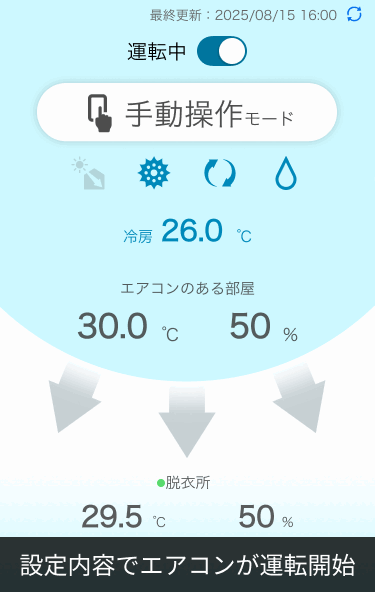 最終更新：2025/08/15 16:00
運転中
手動操作モード
冷房 26.0 ℃
エアコンのある部屋
30.0 ℃ 50 %
脱衣所
29.5 ℃ 50 %
設定内容でエアコンが運転開始